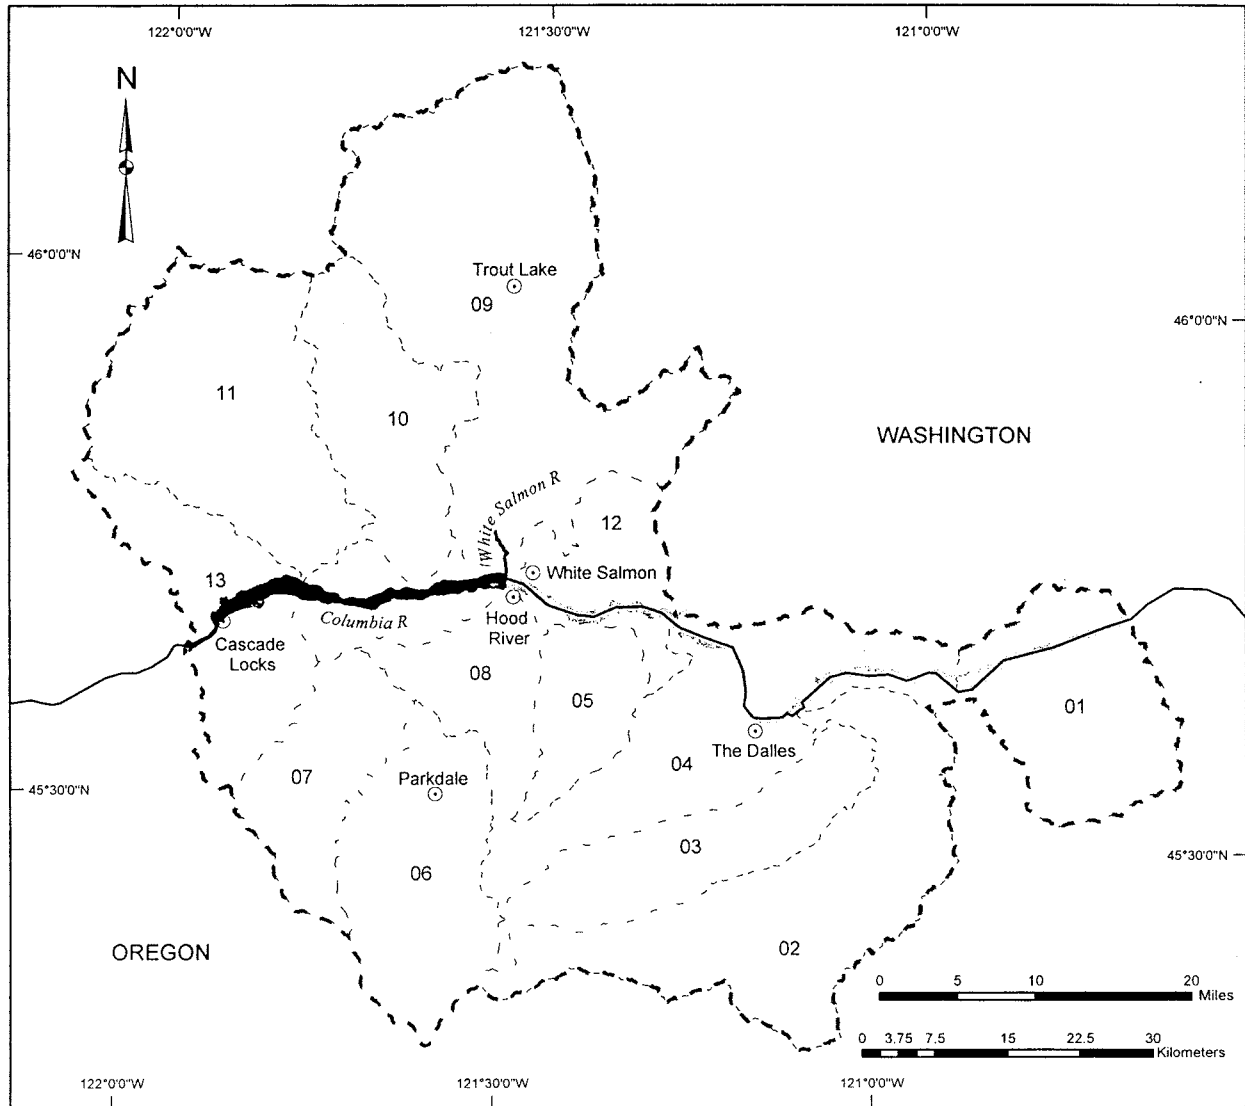 122°0'0"W 121°30'0"W 121°0'0"W
N
46°0'0"N
Trout Lake
09
46°0'0"N
11
10
WASHINGTON
White Salmon R
12
13
White Salmon
Columbia R
Hood
River
Cascade
Locks
08
05
01
04
The Dalles
07
Parkdale
45°30'0"N
03
45°30'0"N
06
OREGON
02
0 5 10 20
Miles
0 3.75 7.5 15 22.5 30
Kilometers
122°0'0"W 121°30'0"W 121°0'0"W